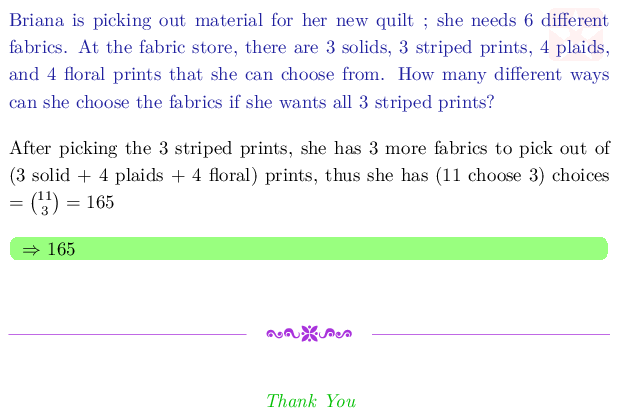 Briana is picking out material for her new quilt ; she needs 6 different
fabrics. At the fabric store, there are 3 solids, 3 striped prints, 4 plaids,
and 4 floral prints that she can choose from. How many different ways
can she choose the fabrics if she wants all 3 striped prints?
After picking the 3 striped prints, she has 3 more fabrics to pick out of
(3 solid + 4 plaids + 4 floral) prints, thus she has (11 choose 3) choices
= \binom{11}{3} = 165
⇒ 165
Thank You